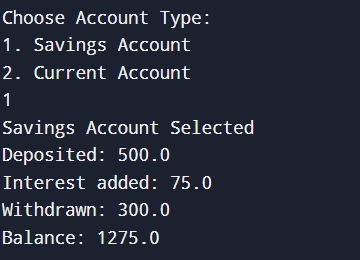 Choose Account Type:
1. Savings Account
2. Current Account
1
Savings Account Selected
Deposited: 500.0
Interest added: 75.0
Withdrawn: 300.0
Balance: 1275.0